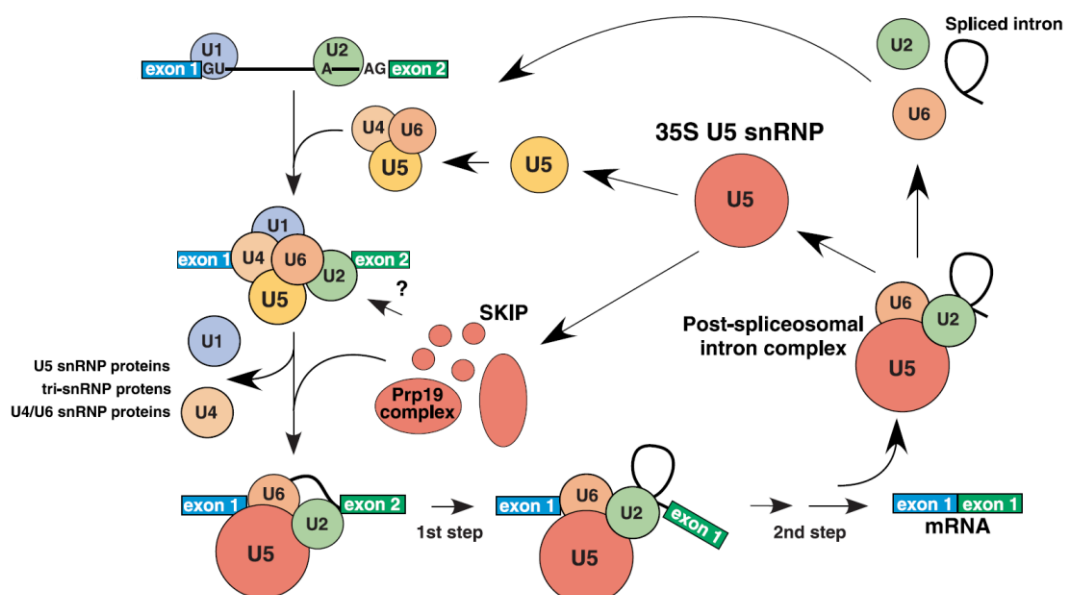 U1
U2
exon 1
GU
A
AG
exon 2
U4
U6
U5
U5
35S U5 snRNP
U5
U2
Spliced intron
U6
U1
exon 1
U4
U6
U2
exon 2
U5
?
SKIP
Prp19
complex
U1
U5 snRNP proteins
tri-snRNP protens
U4/U6 snRNP proteins
U4
Post-spliceosomal
intron complex
U6
U2
U5
exon 1
U6
U2
exon 2
U5
1st step
exon 1
U6
U2
exon 1
U5
2nd step
exon 1
exon 1
mRNA